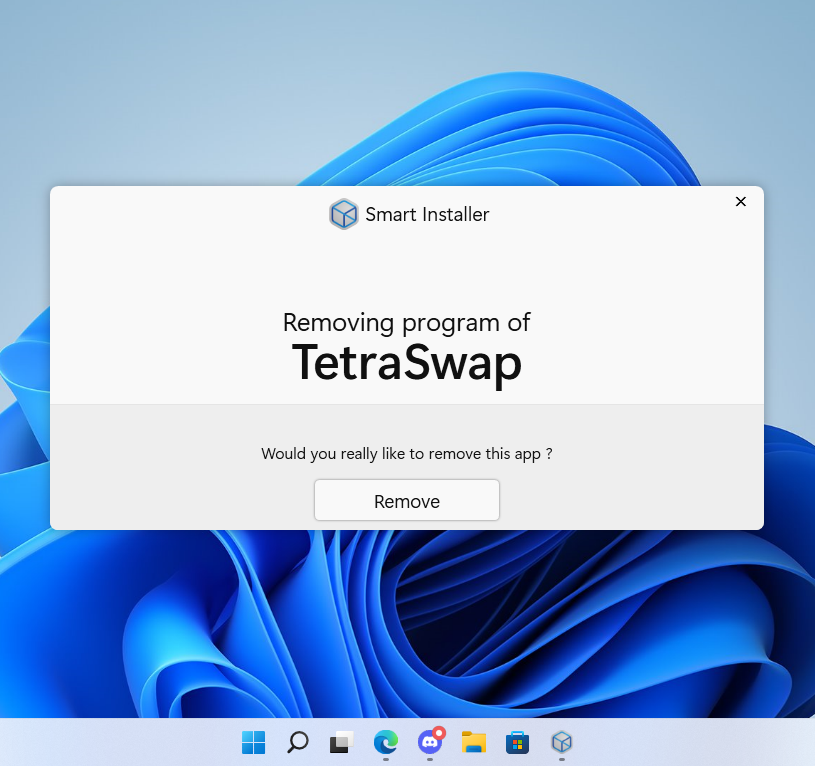 Smart Installer
Removing program of
TetraSwap
Would you really like to remove this app ?
Remove